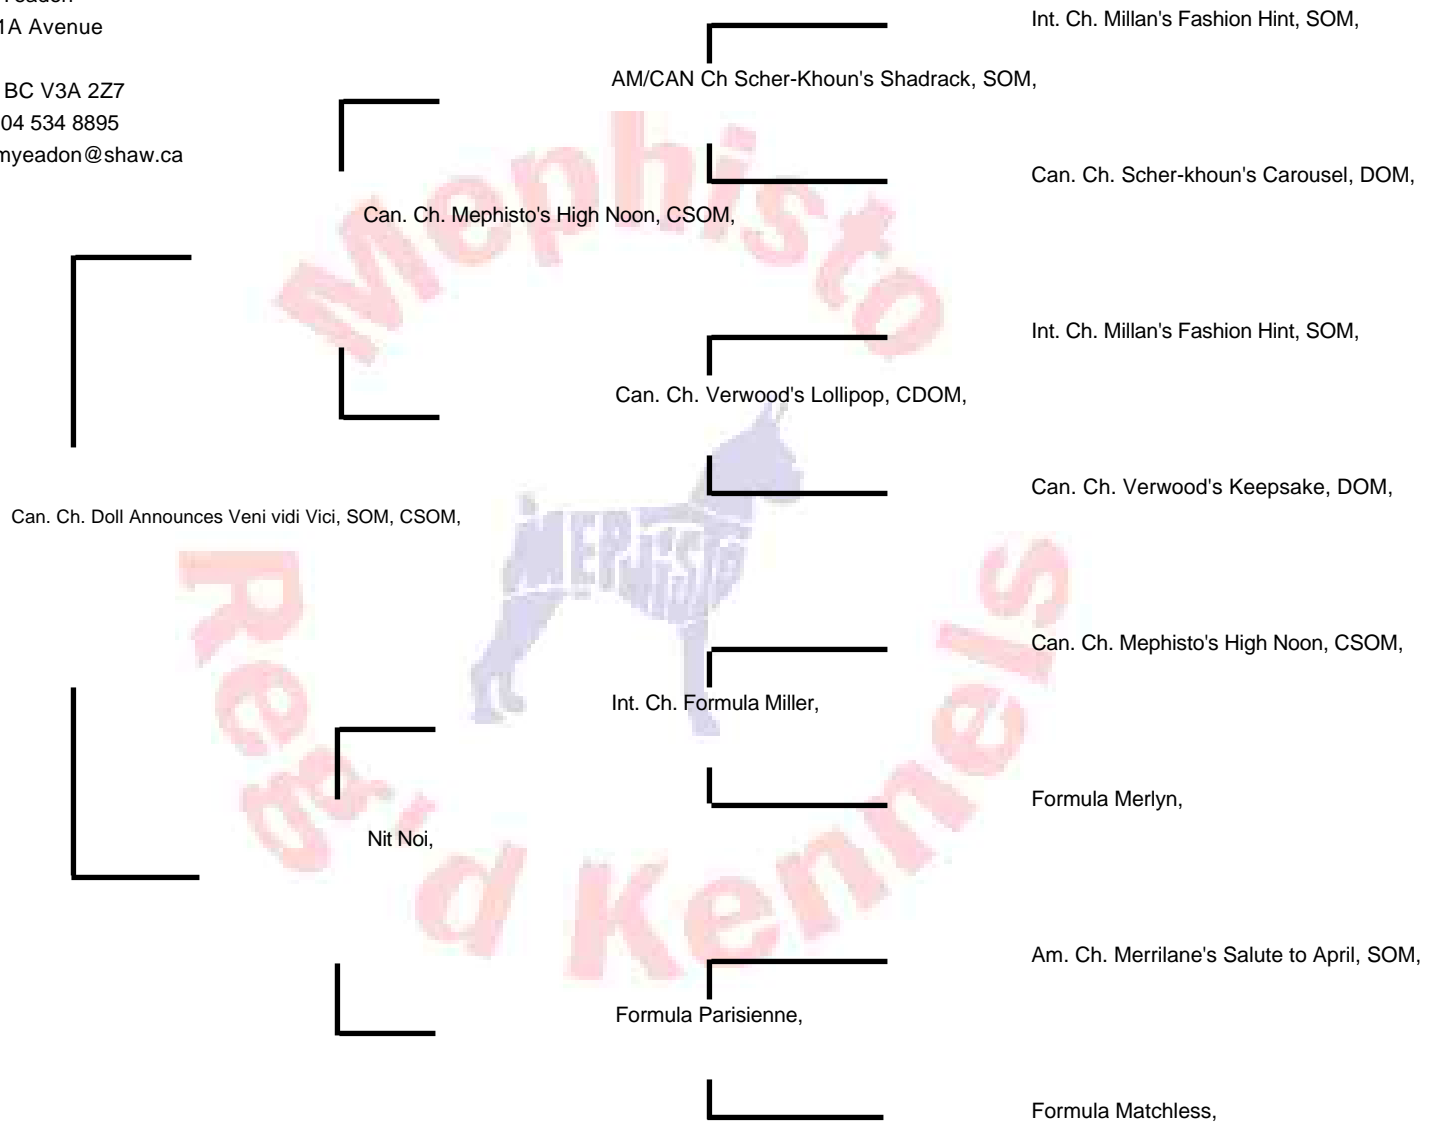 1A Avenue
BC V3A 2Z7
04 534 8895
myeadon@shaw.ca
Int. Ch. Millan's Fashion Hint, SOM,
AM/CAN Ch Scher-Khoun's Shadrack, SOM,
Can. Ch. Scher-khoun's Carousel, DOM,
Can. Ch. Mephisto's High Noon, CSOM,
Int. Ch. Millan's Fashion Hint, SOM,
Can. Ch. Verwood's Lollipop, CDOM,
Can. Ch. Verwood's Keepsake, DOM,
Can. Ch. Doll Announces Veni vidi Vici, SOM, CSOM,
Can. Ch. Mephisto's High Noon, CSOM,
Int. Ch. Formula Miller,
Formula Merlyn,
Nit Noi,
Am. Ch. Merrilane's Salute to April, SOM,
Formula Parisienne,
Formula Matchless,
Mephisto
MEPHISTO
Reg'd Kennels